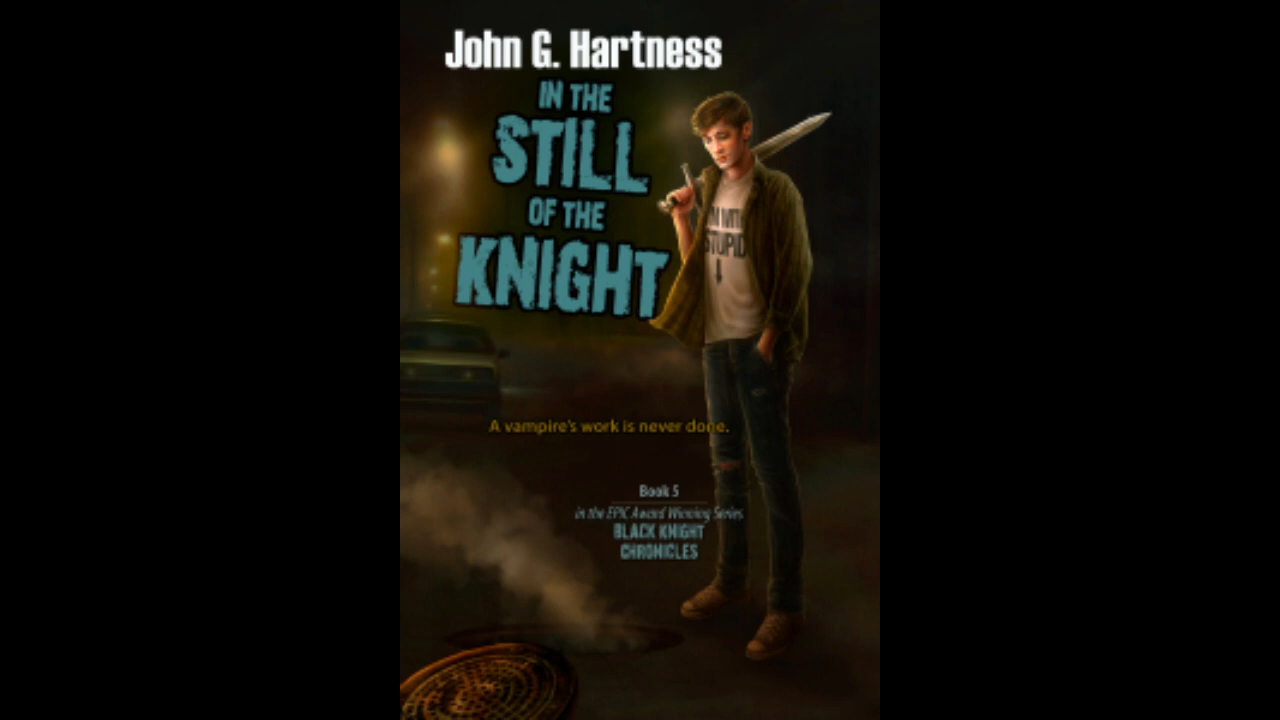 John G. Hartness
IN THE
STILL
OF THE
KNIGHT
STUPID
A vampire's work is never done.
Book 5
in the EPIC Award Winning Series
BLACK KNIGHT
CHRONICLES